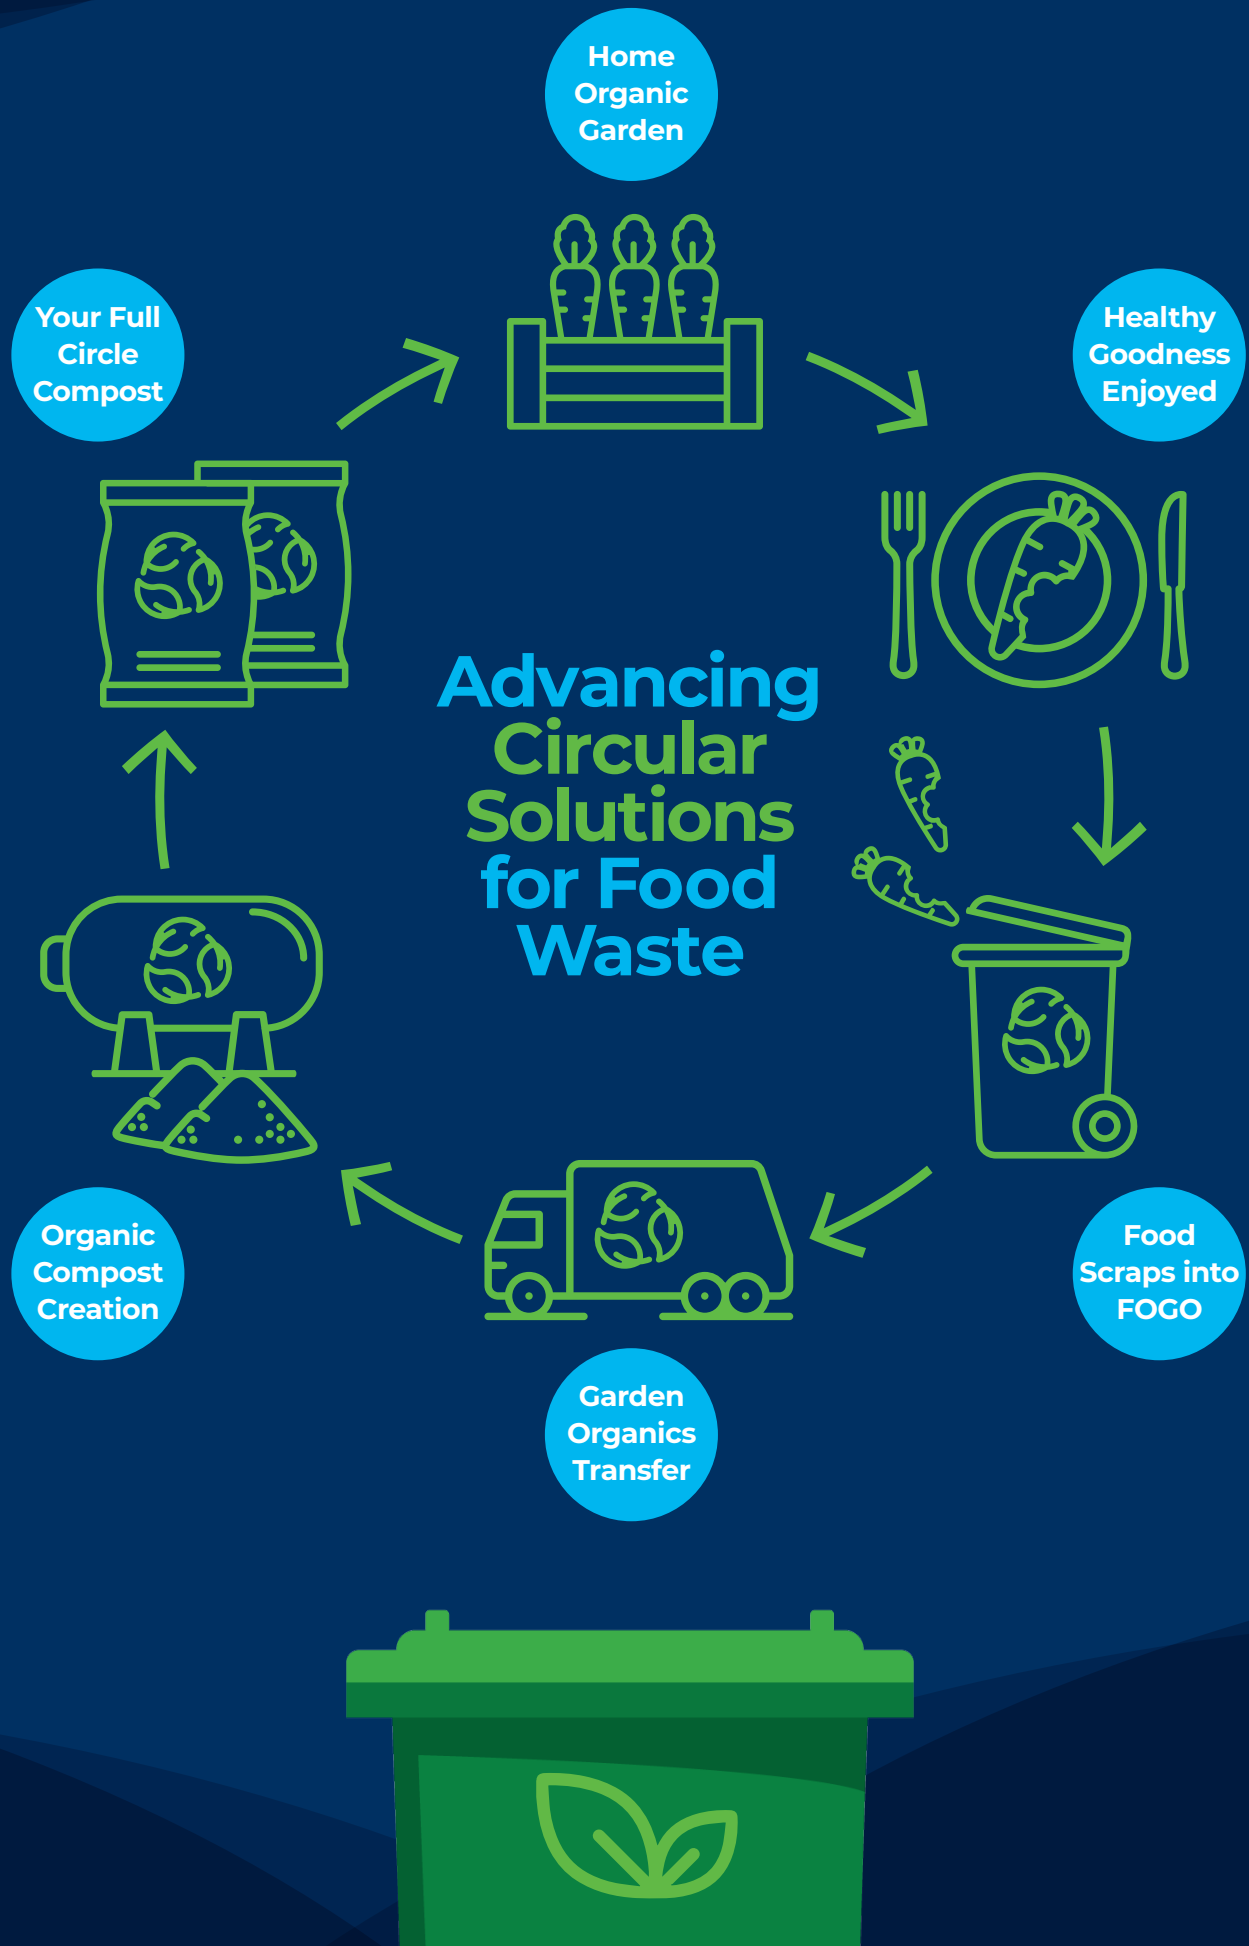 Home
Organic
Garden
Your Full
Circle
Compost
Healthy
Goodness
Enjoyed
Advancing
Circular
Solutions
for Food
Waste
Organic
Compost
Creation
Food
Scraps into
FOGO
Garden
Organics
Transfer